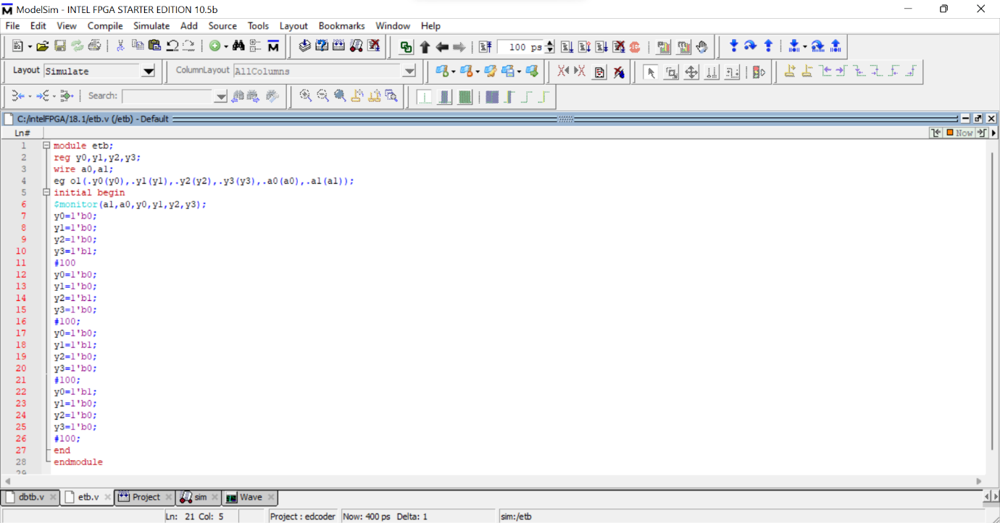 ModelSim - INTEL FPGA STARTER EDITION 10.5b
File Edit View Compile Simulate Add Source Tools Layout Bookmarks Window Help
100 ps
Layout Simulate ColumnLayout AllColumns
Search:
C:/intelFPGA/18.1/etb.v (/etb) - Default
Ln# Now
1 module etb;
2 reg y0,y1,y2,y3;
3 wire a0,a1;
4 eg o1(.y0(y0),.y1(y1),.y2(y2),.y3(y3),.a0(a0),.a1(a1));
5 initial begin
6 $monitor(a1,a0,y0,y1,y2,y3);
7 y0=1'b0;
8 y1=1'b0;
9 y2=1'b0;
10 y3=1'b1;
11 #100
12 y0=1'b0;
13 y1=1'b0;
14 y2=1'b1;
15 y3=1'b0;
16 #100;
17 y0=1'b0;
18 y1=1'b1;
19 y2=1'b0;
20 y3=1'b0;
21 #100;
22 y0=1'b1;
23 y1=1'b0;
24 y2=1'b0;
25 y3=1'b0;
26 #100;
27 end
28 endmodule
29
dbtb.v etb.v Project sim Wave
Ln: 21 Col: 5 Project : edcoder Now: 400 ps Delta: 1 sim:/etb